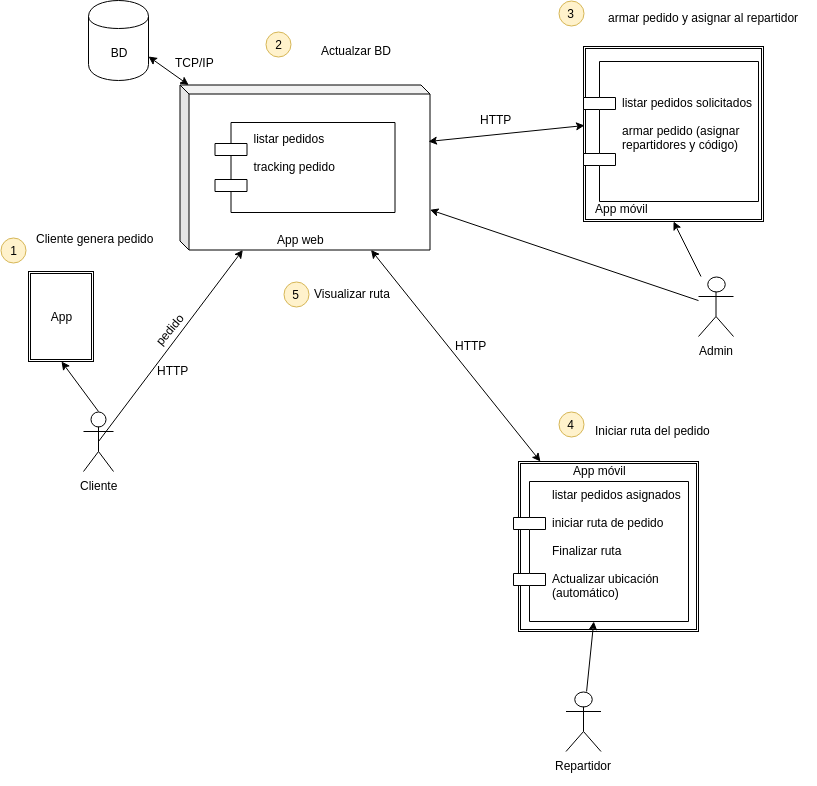 3
armar pedido y asignar al repartidor
BD
TCP/IP
2
Actualzar BD
HTTP
listar pedidos solicitados
armar pedido (asignar
repartidores y código)
App móvil
listar pedidos
tracking pedido
App web
1
Cliente genera pedido
App
5
Visualizar ruta
pedido
HTTP
HTTP
Admin
Cliente
4
Iniciar ruta del pedido
App móvil
listar pedidos asignados
iniciar ruta de pedido
Finalizar ruta
Actualizar ubicación
(automático)
Repartidor